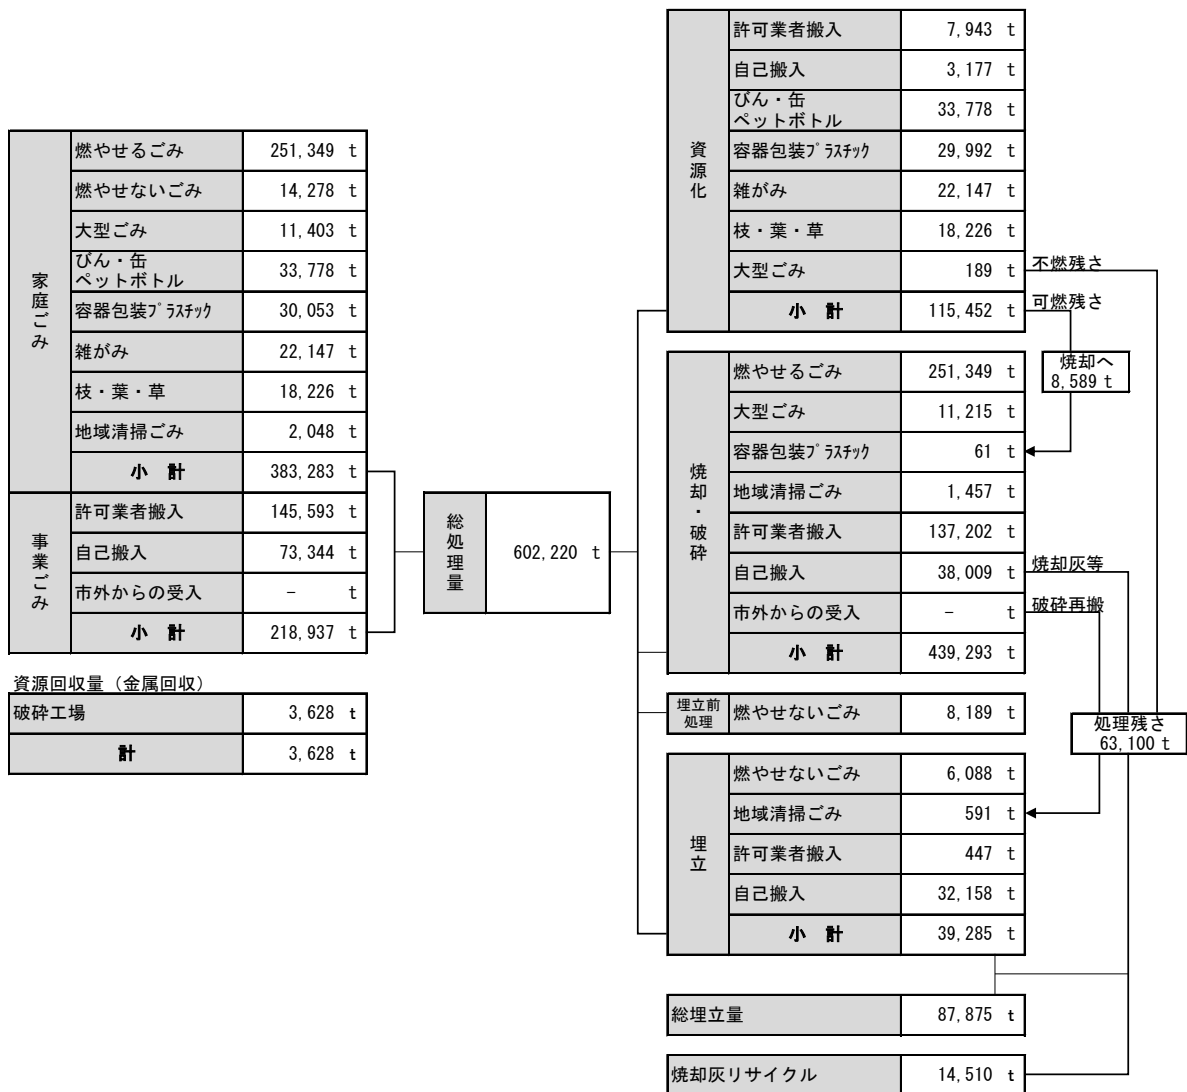 家庭ごみ
燃やせるごみ 251,349 t
燃やせないごみ 14,278 t
大型ごみ 11,403 t
びん・缶
ペットボトル 33,778 t
容器包装プラスチック 30,053 t
雑がみ 22,147 t
枝・葉・草 18,226 t
地域清掃ごみ 2,048 t
小 計 383,283 t
事業ごみ
許可業者搬入 145,593 t
自己搬入 73,344 t
市外からの受入 - t
小 計 218,937 t
資源回収量（金属回収）
破砕工場 3,628 t
計 3,628 t
総処理量 602,220 t
資源化
許可業者搬入 7,943 t
自己搬入 3,177 t
びん・缶
ペットボトル 33,778 t
容器包装プラスチック 29,992 t
雑がみ 22,147 t
枝・葉・草 18,226 t
大型ごみ 189 t
小 計 115,452 t
不燃残さ
可燃残さ
焼却へ
8,589 t
焼却・破砕
燃やせるごみ 251,349 t
大型ごみ 11,215 t
容器包装プラスチック 61 t
地域清掃ごみ 1,457 t
許可業者搬入 137,202 t
自己搬入 38,009 t
市外からの受入 - t
小 計 439,293 t
焼却灰等
破砕再搬
埋立前
処理
燃やせないごみ 8,189 t
処理残さ
63,100 t
埋立
燃やせないごみ 6,088 t
地域清掃ごみ 591 t
許可業者搬入 447 t
自己搬入 32,158 t
小 計 39,285 t
総埋立量 87,875 t
焼却灰リサイクル 14,510 t